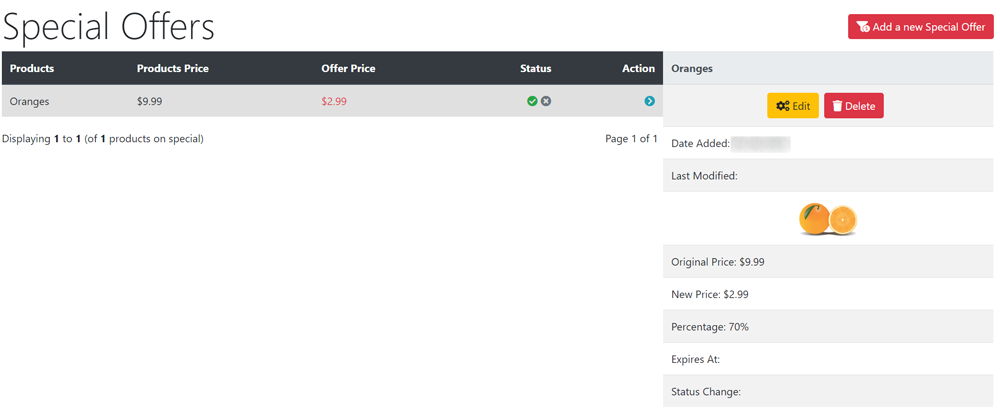 Special Offers
Add a new Special Offer
Products Products Price Offer Price Status Action
Oranges $9.99 $2.99
Displaying 1 to 1 (of 1 products on special) Page 1 of 1
Oranges
Edit Delete
Date Added:
Last Modified:
Original Price: $9.99
New Price: $2.99
Percentage: 70%
Expires At:
Status Change: